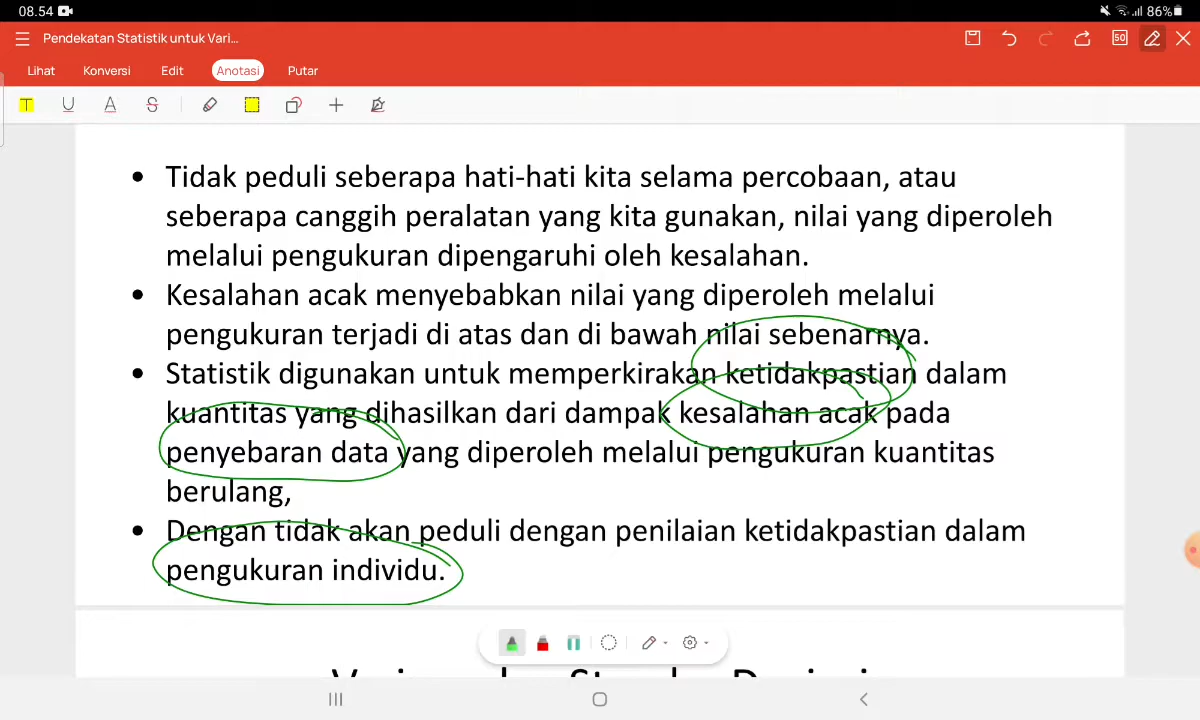 08.54
86%
Pendekatan Statistik untuk Vari...
50
Lihat Konversi Edit Anotasi Putar
T U A S
• Tidak peduli seberapa hati-hati kita selama percobaan, atau
seberapa canggih peralatan yang kita gunakan, nilai yang diperoleh
melalui pengukuran dipengaruhi oleh kesalahan.
• Kesalahan acak menyebabkan nilai yang diperoleh melalui
pengukuran terjadi di atas dan di bawah nilai sebenarnya.
• Statistik digunakan untuk memperkirakan ketidakpastian dalam
kuantitas yang dihasilkan dari dampak kesalahan acak pada
penyebaran data yang diperoleh melalui pengukuran kuantitas
berulang,
• Dengan tidak akan peduli dengan penilaian ketidakpastian dalam
pengukuran individu.